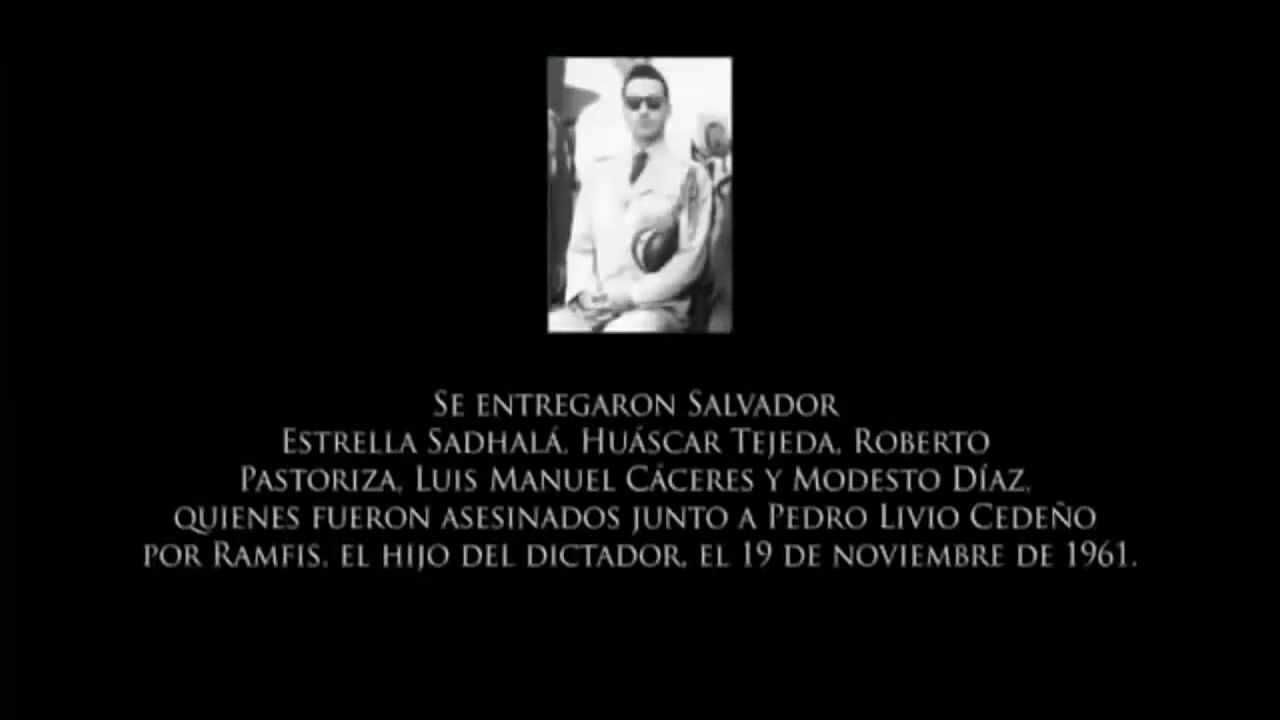 Se entregaron Salvador
Estrella Sadhalá, Huáscar Tejeda, Roberto
Pastoriza, Luis Manuel Cáceres y Modesto Díaz,
quienes fueron asesinados junto a Pedro Livio Cedeño
por Ramfis, el hijo del dictador, el 19 de noviembre de 1961.